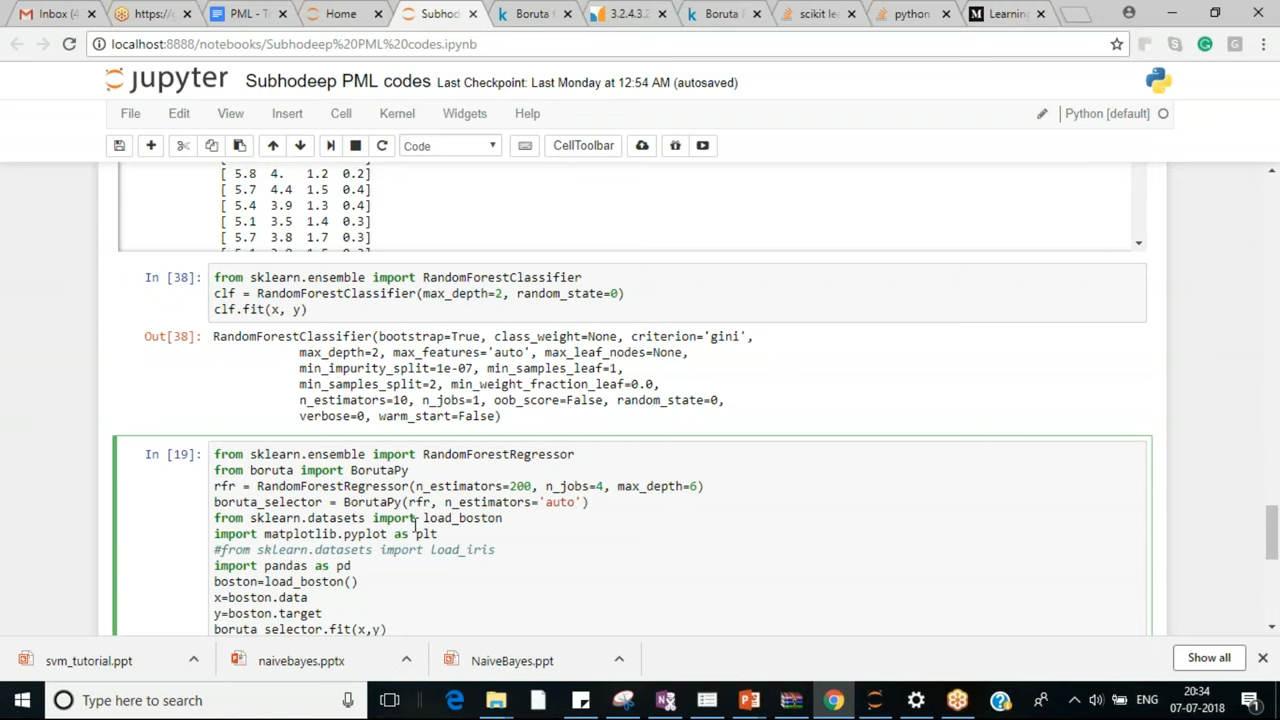 Inbox (4
https://g
PML - T
Home
Subhod
Boruta f
3.2.4.3.
Boruta
scikit le
python
Learning
localhost:8888/notebooks/Subhodeep%20PML%20codes.ipynb
jupyter Subhodeep PML codes Last Checkpoint: Last Monday at 12:54 AM (autosaved)
File Edit View Insert Cell Kernel Widgets Help Python [default]
Code CellToolbar
[ 5.8 4. 1.2 0.2]
[ 5.7 4.4 1.5 0.4]
[ 5.4 3.9 1.3 0.4]
[ 5.1 3.5 1.4 0.3]
[ 5.7 3.8 1.7 0.3]
In [38]: from sklearn.ensemble import RandomForestClassifier
clf = RandomForestClassifier(max_depth=2, random_state=0)
clf.fit(x, y)
Out[38]: RandomForestClassifier(bootstrap=True, class_weight=None, criterion='gini',
max_depth=2, max_features='auto', max_leaf_nodes=None,
min_impurity_split=1e-07, min_samples_leaf=1,
min_samples_split=2, min_weight_fraction_leaf=0.0,
n_estimators=10, n_jobs=1, oob_score=False, random_state=0,
verbose=0, warm_start=False)
In [19]: from sklearn.ensemble import RandomForestRegressor
from boruta import BorutaPy
rfr = RandomForestRegressor(n_estimators=200, n_jobs=4, max_depth=6)
boruta_selector = BorutaPy(rfr, n_estimators='auto')
from sklearn.datasets import load_boston
import matplotlib.pyplot as plt
#from sklearn.datasets import load_iris
import pandas as pd
boston=load_boston()
x=boston.data
y=boston.target
boruta_selector.fit(x,y)
svm_tutorial.ppt
naivebayes.pptx
NaiveBayes.ppt
Show all
Type here to search
ENG
20:34
07-07-2018